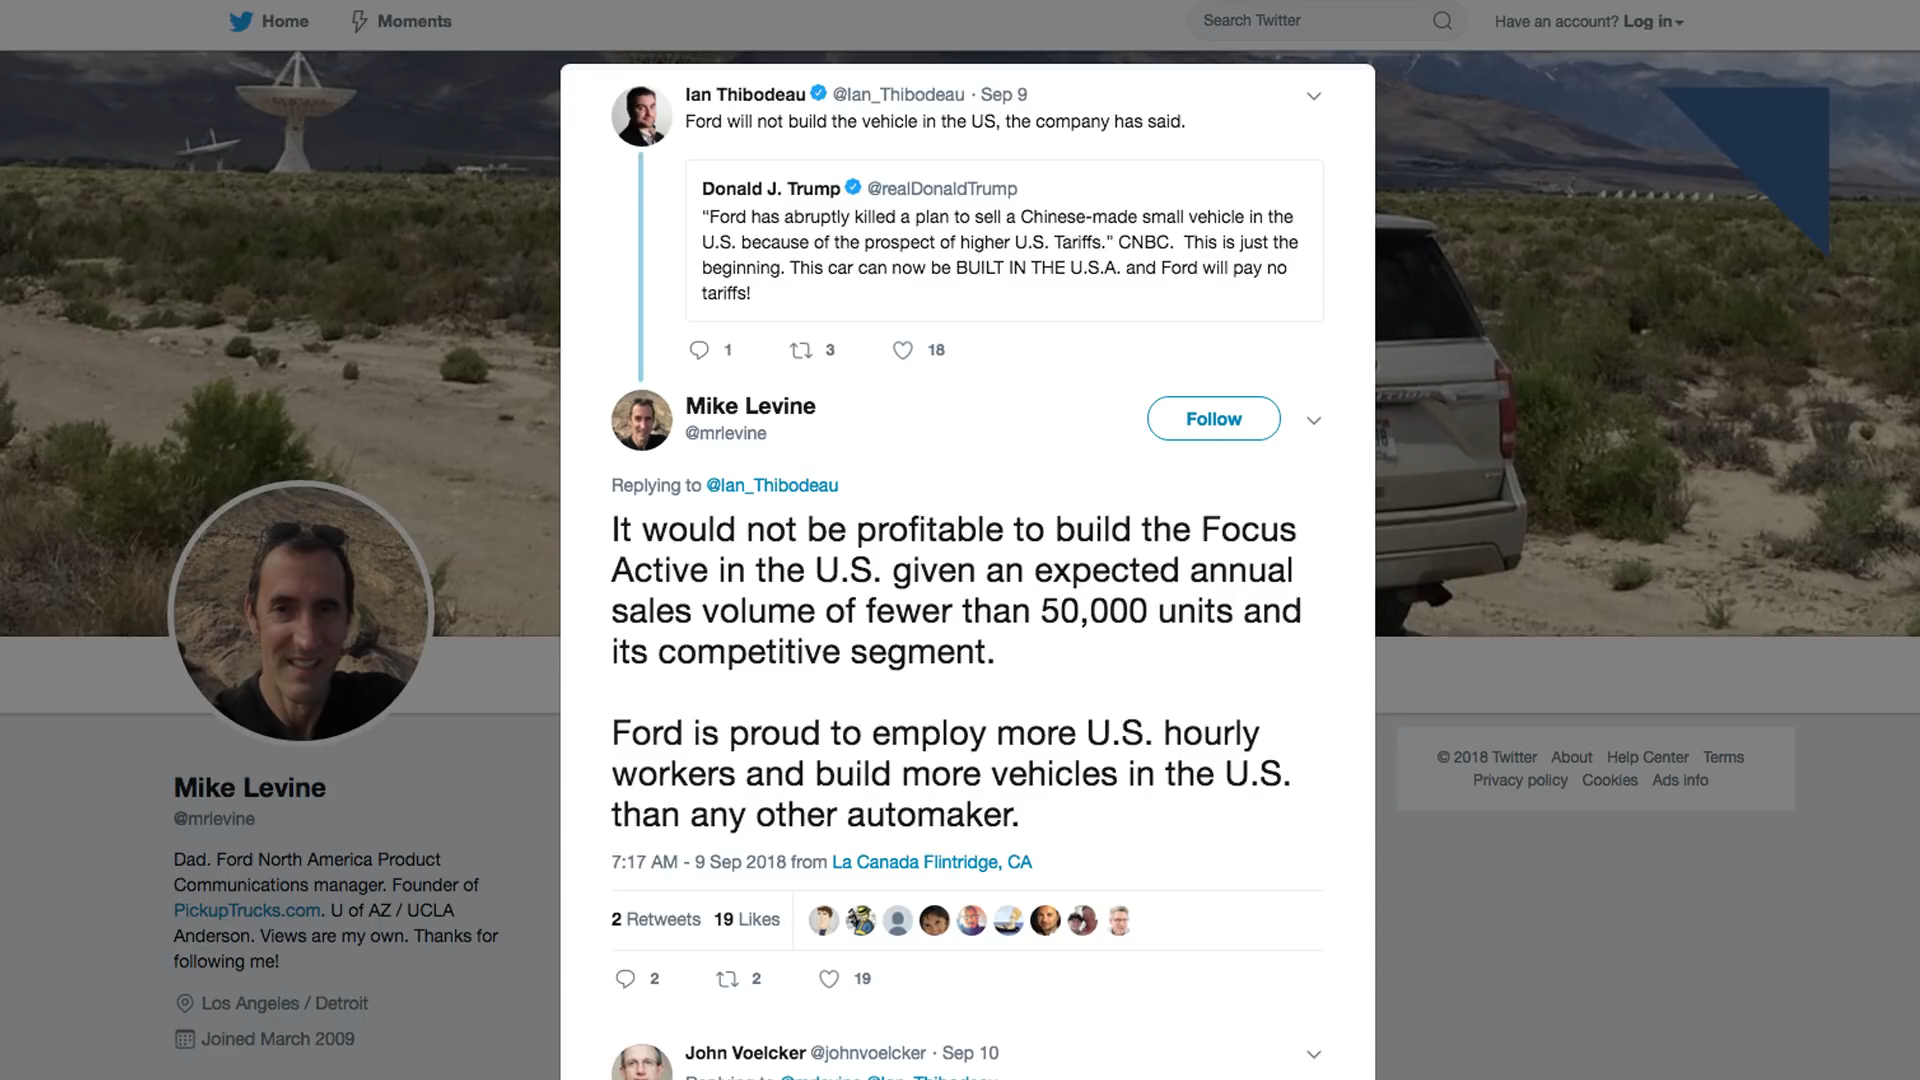 Home Moments Search Twitter Have an account? Log in
Ian Thibodeau @Ian_Thibodeau · Sep 9
Ford will not build the vehicle in the US, the company has said.
Donald J. Trump @realDonaldTrump
“Ford has abruptly killed a plan to sell a Chinese-made small vehicle in the
U.S. because of the prospect of higher U.S. Tariffs.” CNBC. This is just the
beginning. This car can now be BUILT IN THE U.S.A. and Ford will pay no
tariffs!
1 3 18
Mike Levine
@mrlevine
Follow
Replying to @Ian_Thibodeau
It would not be profitable to build the Focus
Active in the U.S. given an expected annual
sales volume of fewer than 50,000 units and
its competitive segment.
Ford is proud to employ more U.S. hourly
workers and build more vehicles in the U.S.
than any other automaker.
7:17 AM - 9 Sep 2018 from La Canada Flintridge, CA
2 Retweets 19 Likes
2 2 19
John Voelcker @johnvoelcker · Sep 10
Replying to @mrlevine @Ian_Thibodeau
Mike Levine
@mrlevine
Dad. Ford North America Product
Communications manager. Founder of
PickupTrucks.com. U of AZ / UCLA
Anderson. Views are my own. Thanks for
following me!
Los Angeles / Detroit
Joined March 2009
© 2018 Twitter About Help Center Terms
Privacy policy Cookies Ads info